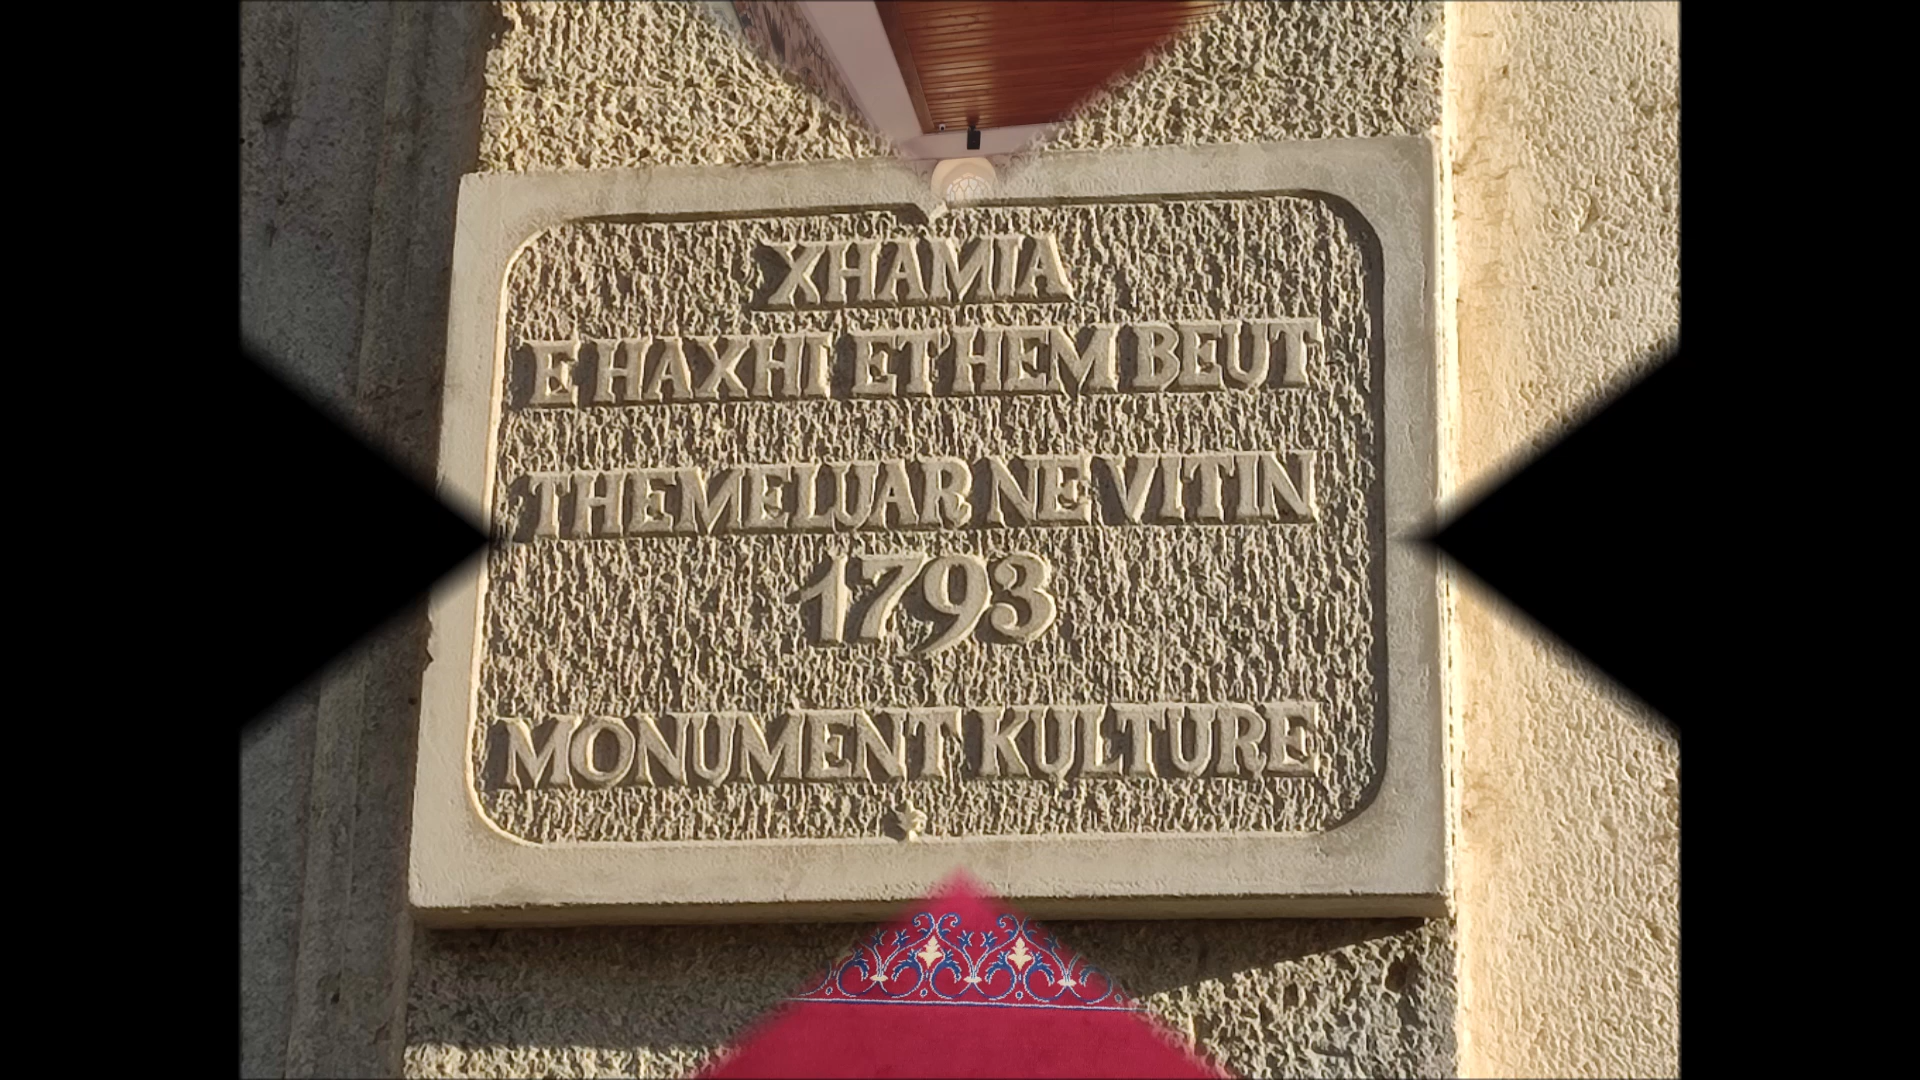 XHAMIA
E HAXHI ETHEM BEUT
THEMELUAR NE VITIN
1793
MONUMENT KULTURE